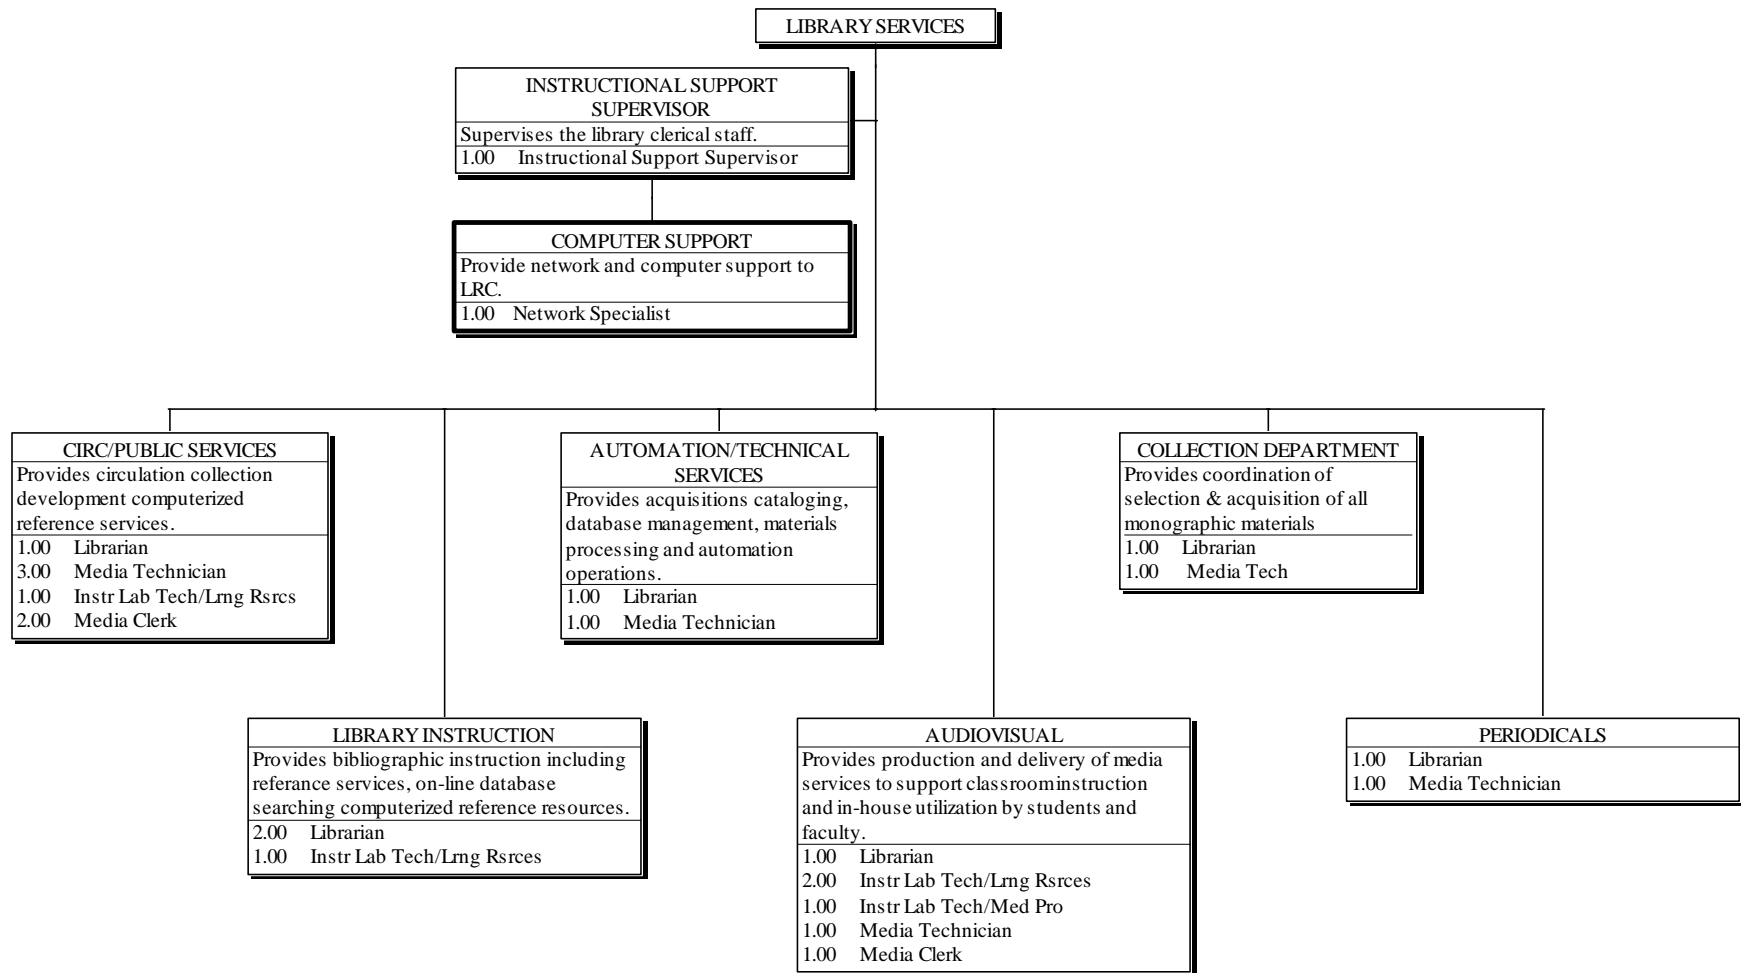 LIBRARY SERVICES
INSTRUCTIONAL SUPPORT
SUPERVISOR
Supervises the library clerical staff.
1.00 Instructional Support Supervisor
COMPUTER SUPPORT
Provide network and computer support to
LRC.
1.00 Network Specialist
CIRC/PUBLIC SERVICES
Provides circulation collection
development computerized
reference services.
1.00 Librarian
3.00 Media Technician
1.00 Instr Lab Tech/Lrng Rsrcs
2.00 Media Clerk
AUTOMATION/TECHNICAL
SERVICES
Provides acquisitions cataloging,
database management, materials
processing and automation
operations.
1.00 Librarian
1.00 Media Technician
COLLECTION DEPARTMENT
Provides coordination of
selection & acquisition of all
monographic materials
1.00 Librarian
1.00 Media Tech
LIBRARY INSTRUCTION
Provides bibliographic instruction including
referance services, on-line database
searching computerized reference resources.
2.00 Librarian
1.00 Instr Lab Tech/Lrng Rsrces
AUDIOVISUAL
Provides production and delivery of media
services to support classroom instruction
and in-house utilization by students and
faculty.
1.00 Librarian
2.00 Instr Lab Tech/Lrng Rsrces
1.00 Instr Lab Tech/Med Pro
1.00 Media Technician
1.00 Media Clerk
PERIODICALS
1.00 Librarian
1.00 Media Technician